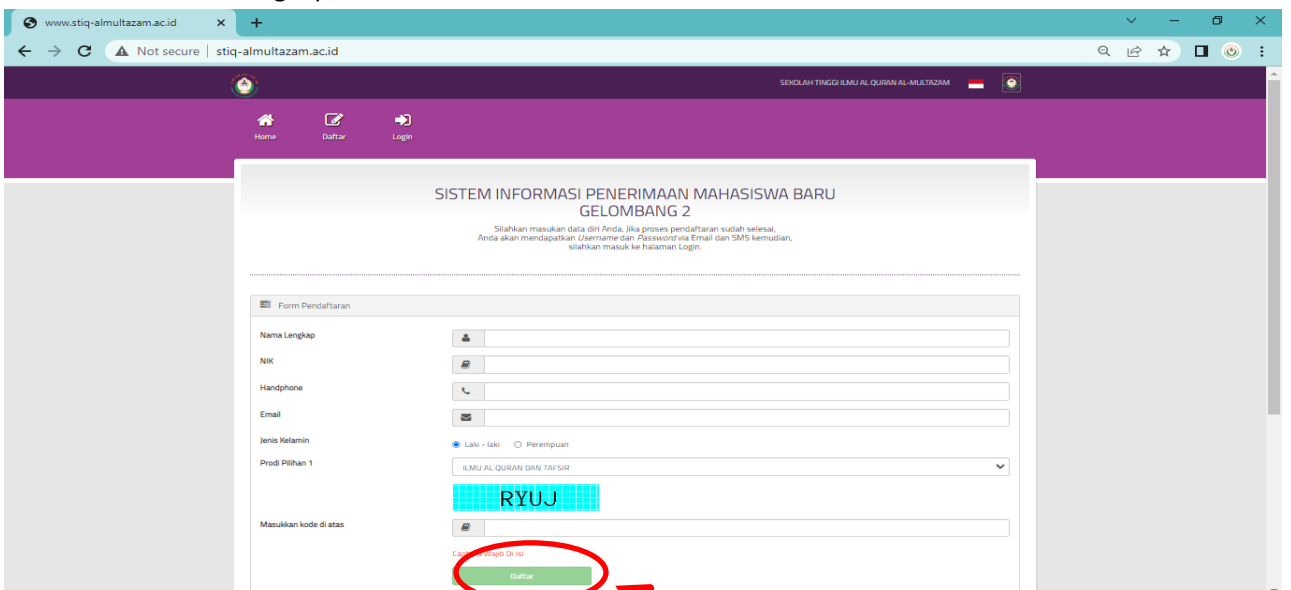 www.stiq-almultazam.ac.id
Not secure | stiq-almultazam.ac.id
SEKOLAH TINGGI ILMU AL QURAN AL-MULTAZAM
Home Daftar Login
SISTEM INFORMASI PENERIMAAN MAHASISWA BARU
GELOMBANG 2
Silahkan masukan data diri Anda. Jika proses pendaftaran sudah selesai,
Anda akan mendapatkan Username dan Password via Email dan SMS kemudian,
silahkan masuk ke halaman Login.
Form Pendaftaran
Nama Lengkap
NIK
Handphone
Email
Jenis Kelamin
Laki - laki Perempuan
Prodi Pilihan 1
ILMU AL QURAN DAN TAFSIR
RYUJ
Masukkan kode di atas
Wajib Di Isi
Daftar